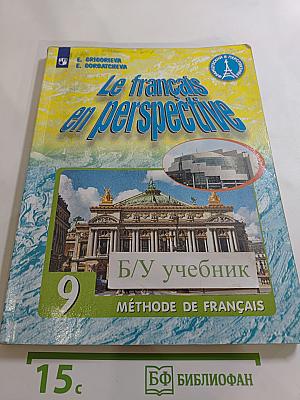 E. GRIGORIEVA
E. GORBATCHEVA
Le français
en perspective
9
Б/У учебник
MÉTHODE DE FRANÇAIS
15с
БФ БИБЛИОФАН